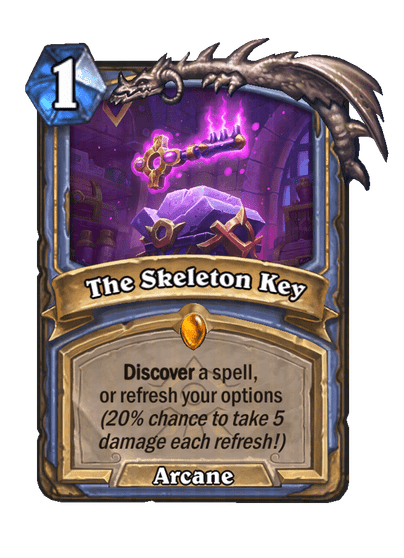 1
The Skeleton Key
Discover a spell,
or refresh your options
(20% chance to take 5
damage each refresh!)
Arcane